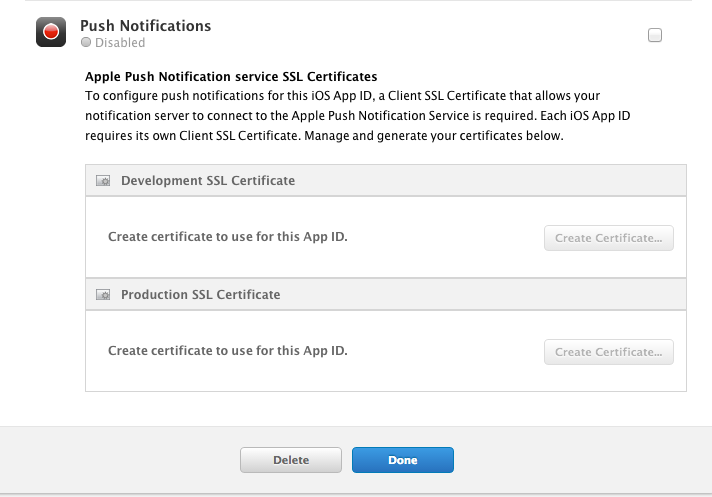 Push Notifications
Disabled
Apple Push Notification service SSL Certificates
To configure push notifications for this iOS App ID, a Client SSL Certificate that allows your
notification server to connect to the Apple Push Notification Service is required. Each iOS App ID
requires its own Client SSL Certificate. Manage and generate your certificates below.
Development SSL Certificate
Create certificate to use for this App ID.
Create Certificate...
Production SSL Certificate
Create certificate to use for this App ID.
Create Certificate...
Delete
Done